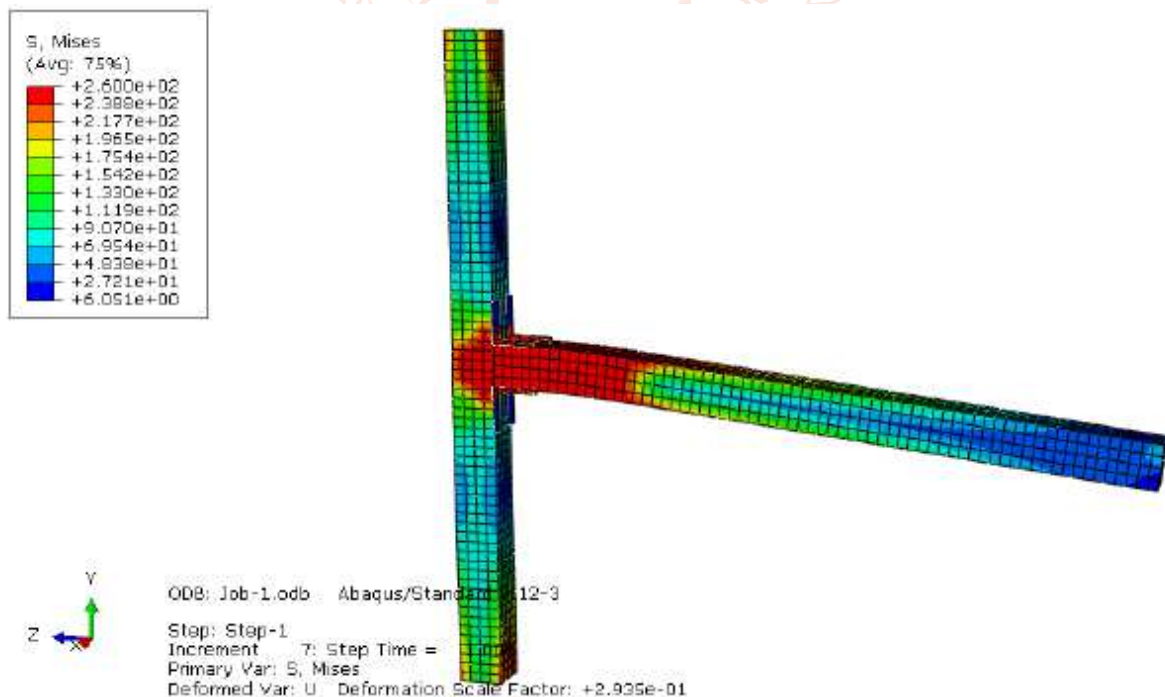 S, Mises
(Avg: 75%)
+2.600e+02
+2.388e+02
+2.177e+02
+1.965e+02
+1.754e+02
+1.542e+02
+1.330e+02
+1.119e+02
+9.070e+01
+6.954e+01
+4.838e+01
+2.721e+01
+6.051e+00
Y
Z
X
ODB: Job-1.odb Abaqus/Standard 12-3
Step: Step-1
Increment 7: Step Time =
Primary Var: S, Mises
Deformed Var: U Deformation Scale Factor: +2.935e-01